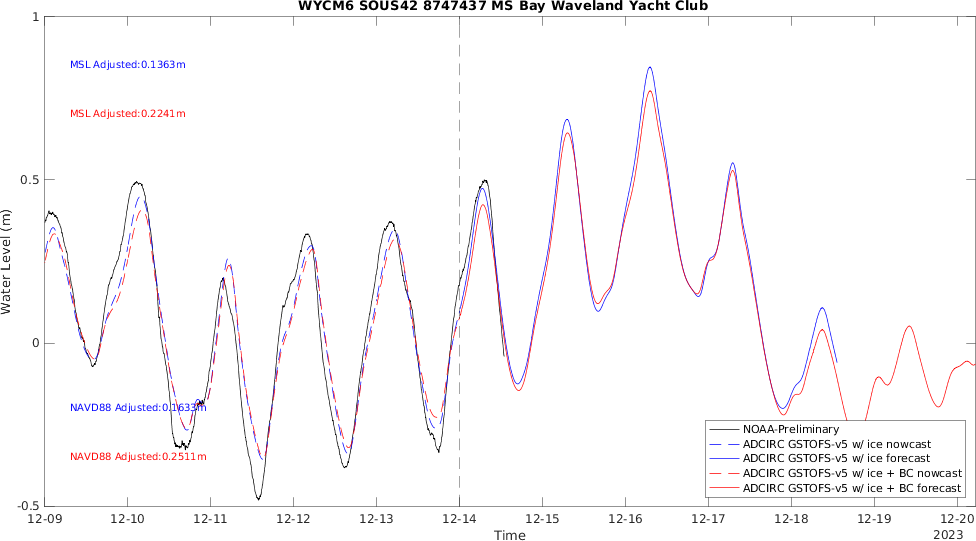 WYCM6 SOUS42 8747437 MS Bay Waveland Yacht Club
1
0.5
0
-0.5
Water Level (m)
MSL Adjusted:0.1363m
MSL Adjusted:0.2241m
NAVD88 Adjusted:0.1633m
NAVD88 Adjusted:0.2511m
NOAA-Preliminary
ADCIRC GSTOFS-v5 w/ ice nowcast
ADCIRC GSTOFS-v5 w/ ice forecast
ADCIRC GSTOFS-v5 w/ ice + BC nowcast
ADCIRC GSTOFS-v5 w/ ice + BC forecast
12-09 12-10 12-11 12-12 12-13 12-14 12-15 12-16 12-17 12-18 12-19 12-20
Time
2023